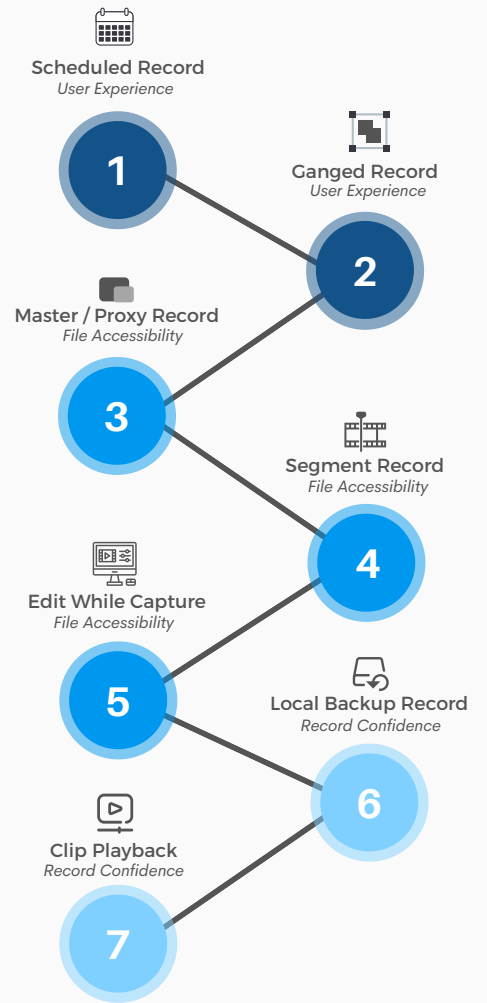 Scheduled Record
User Experience
1
Ganged Record
User Experience
2
Master / Proxy Record
File Accessibility
3
Segment Record
File Accessibility
4
Edit While Capture
File Accessibility
5
Local Backup Record
Record Confidence
6
Clip Playback
Record Confidence
7